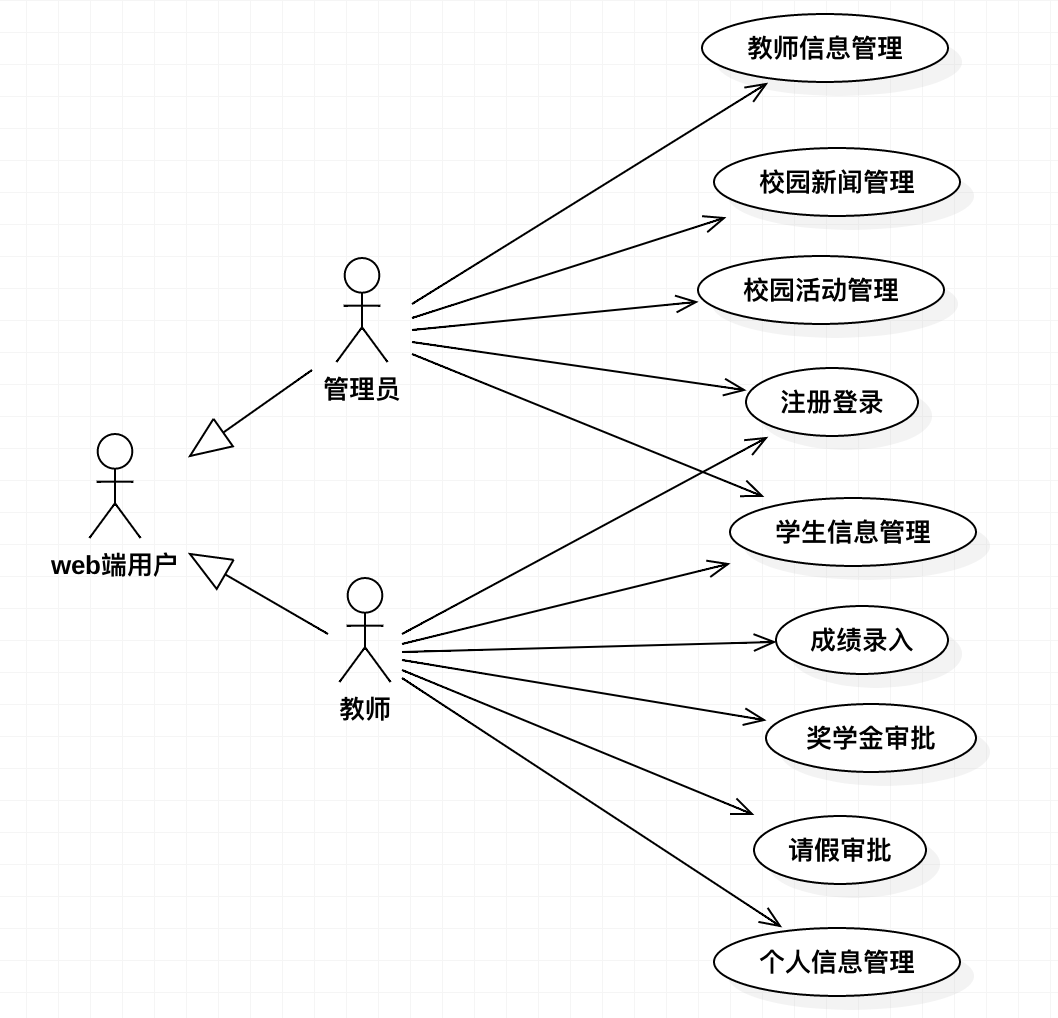 教师信息管理
校园新闻管理
校园活动管理
管理员
注册登录
学生信息管理
web端用户
成绩录入
教师
奖学金审批
请假审批
个人信息管理